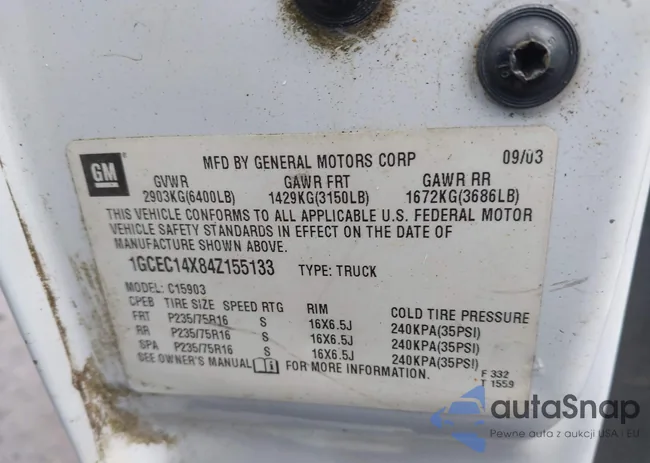 GM
MFD BY GENERAL MOTORS CORP 09/03
GVWR GAWR FRT GAWR RR
2903KG(6400LB) 1429KG(3150LB) 1672KG(3686LB)
THIS VEHICLE CONFORMS TO ALL APPLICABLE U.S. FEDERAL MOTOR
VEHICLE SAFETY STANDARDS IN EFFECT ON THE DATE OF
MANUFACTURE SHOWN ABOVE.
1GCEC14X84Z155133 TYPE: TRUCK
MODEL: C15903
CPEB TIRE SIZE SPEED RTG RIM COLD TIRE PRESSURE
FRT P235/75R16 S 16X6.5J 240KPA(35PSI)
RR P235/75R16 S 16X6.5J 240KPA(35PSI)
SPA P235/75R16 S 16X6.5J 240KPA(35PSI)
SEE OWNER'S MANUAL i FOR MORE INFORMATION.
F 332
T 1559
autaSnap
Pewne auta z aukcji USA - EU